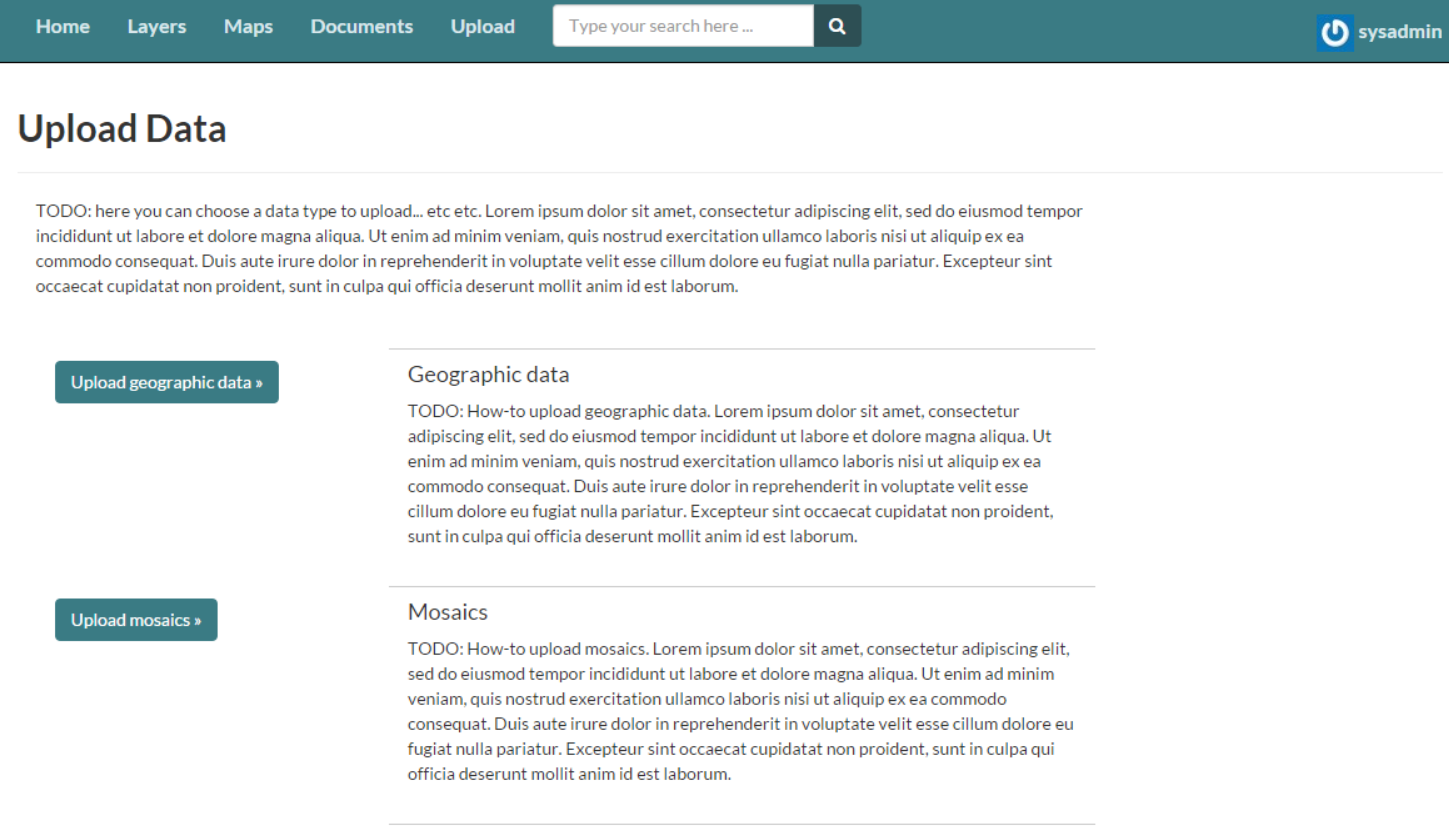 Home Layers Maps Documents Upload Type your search here ... sysadmin
Upload Data
TODO: here you can choose a data type to upload... etc etc. Lorem ipsum dolor sit amet, consectetur adipiscing elit, sed do eiusmod tempor
incididunt ut labore et dolore magna aliqua. Ut enim ad minim veniam, quis nostrud exercitation ullamco laboris nisi ut aliquip ex ea
commodo consequat. Duis aute irure dolor in reprehenderit in voluptate velit esse cillum dolore eu fugiat nulla pariatur. Excepteur sint
occaecat cupidatat non proident, sunt in culpa qui officia deserunt mollit anim id est laborum.
Upload geographic data »
Geographic data
TODO: How-to upload geographic data. Lorem ipsum dolor sit amet, consectetur
adipiscing elit, sed do eiusmod tempor incididunt ut labore et dolore magna aliqua. Ut
enim ad minim veniam, quis nostrud exercitation ullamco laboris nisi ut aliquip ex ea
commodo consequat. Duis aute irure dolor in reprehenderit in voluptate velit esse
cillum dolore eu fugiat nulla pariatur. Excepteur sint occaecat cupidatat non proident,
sunt in culpa qui officia deserunt mollit anim id est laborum.
Upload mosaics »
Mosaics
TODO: How-to upload mosaics. Lorem ipsum dolor sit amet, consectetur adipiscing elit,
sed do eiusmod tempor incididunt ut labore et dolore magna aliqua. Ut enim ad minim
veniam, quis nostrud exercitation ullamco laboris nisi ut aliquip ex ea commodo
consequat. Duis aute irure dolor in reprehenderit in voluptate velit esse cillum dolore eu
fugiat nulla pariatur. Excepteur sint occaecat cupidatat non proident, sunt in culpa qui
officia deserunt mollit anim id est laborum.